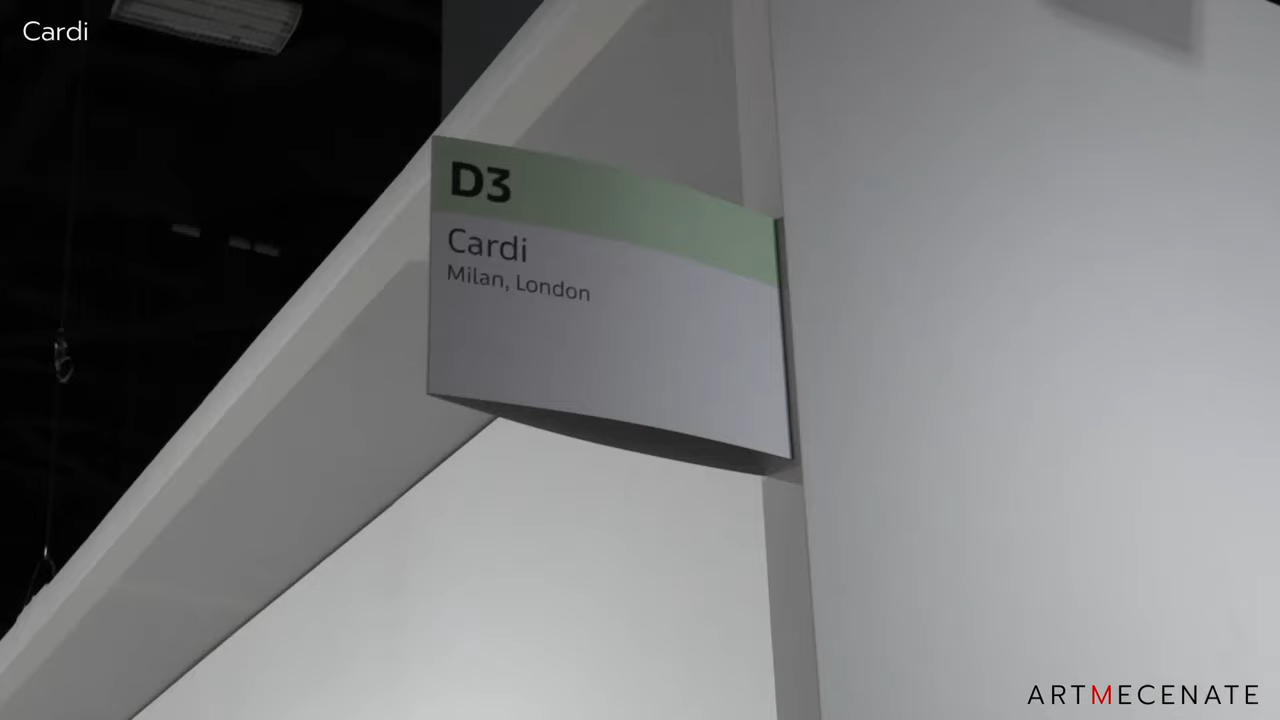 Cardi
D3
Cardi
Milan, London
ARTMECENATE